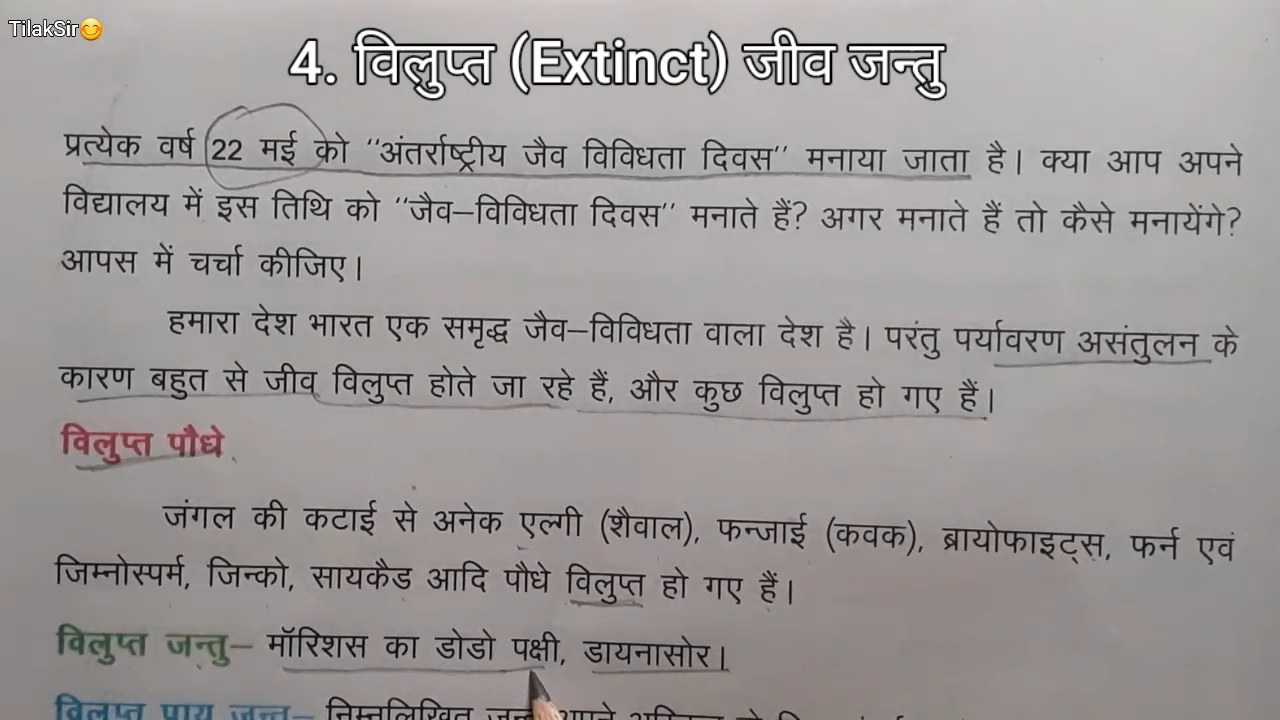 TilakSir😊
4. विलुप्त (Extinct) जीव जन्तु
प्रत्येक वर्ष 22 मई को "अंतर्राष्ट्रीय जैव विविधता दिवस" मनाया जाता है। क्या आप अपने
विद्यालय में इस तिथि को "जैव–विविधता दिवस" मनाते हैं? अगर मनाते हैं तो कैसे मनायेंगे?
आपस में चर्चा कीजिए।
हमारा देश भारत एक समृद्ध जैव–विविधता वाला देश है। परंतु पर्यावरण असंतुलन के
कारण बहुत से जीव विलुप्त होते जा रहे हैं, और कुछ विलुप्त हो गए हैं।
विलुप्त पौधे
जंगल की कटाई से अनेक एल्गी (शैवाल), फन्जाई (कवक), ब्रायोफाइट्स, फर्न एवं
जिम्नोस्पर्म, जिन्को, सायकैड आदि पौधे विलुप्त हो गए हैं।
विलुप्त जन्तु– मॉरिशस का डोडो पक्षी, डायनासोर।
विलुप्त प्राय जन्तु– निम्नलिखित जन्तु अपने